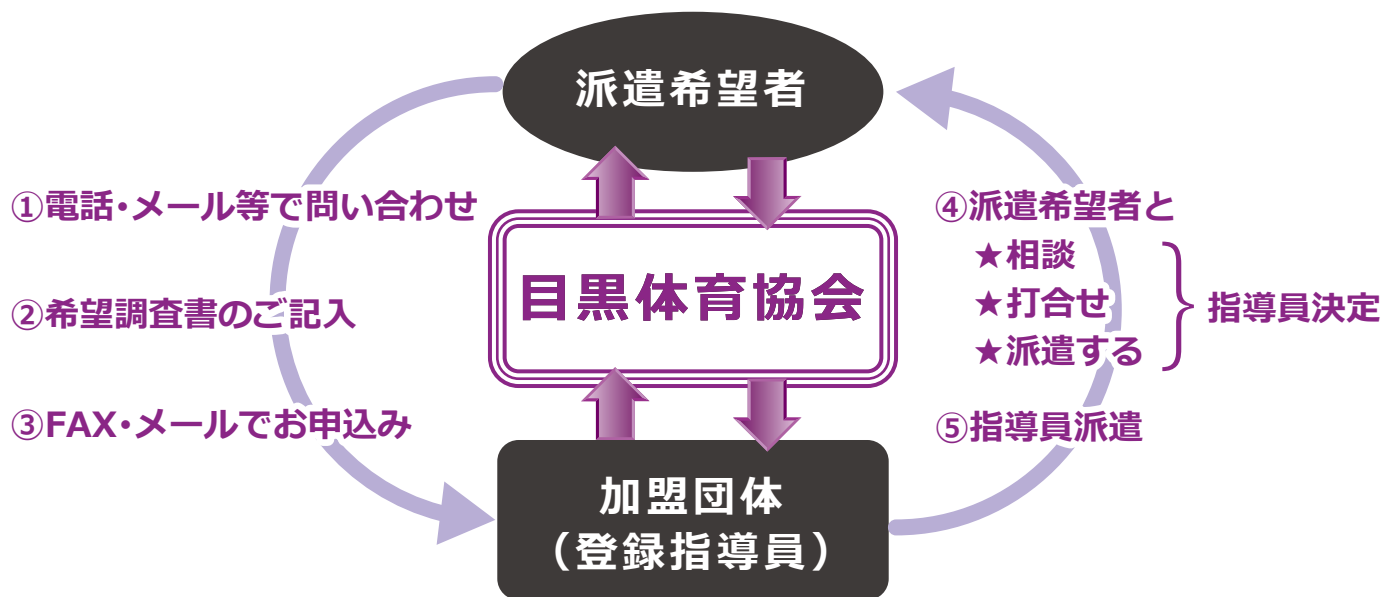 派遣希望者
①電話・メール等で問い合わせ
②希望調査書のご記入
③FAX・メールでお申込み
目黒体育協会
④派遣希望者と
★相談
★打合せ
★派遣する
指導員決定
⑤指導員派遣
加盟団体
（登録指導員）